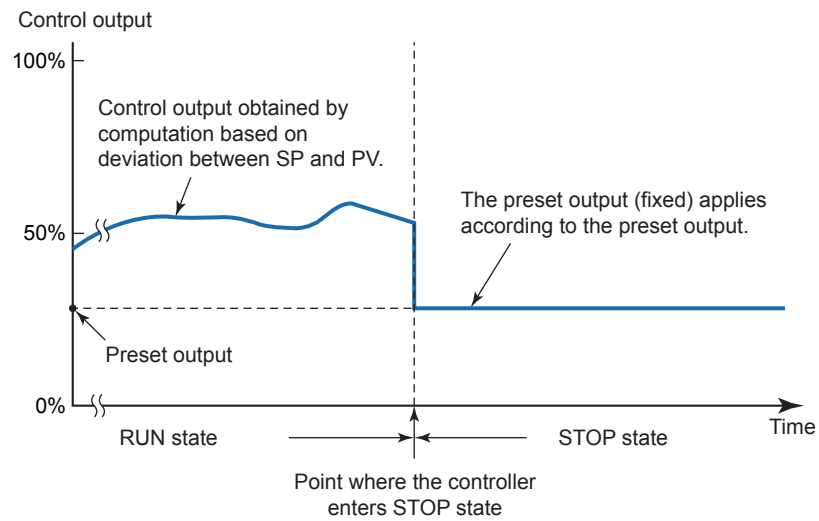 Control output
100%
Control output obtained by
computation based on
deviation between SP and PV.
The preset output (fixed) applies
according to the preset output.
50%
Preset output
0%
Time
RUN state
STOP state
Point where the controller
enters STOP state